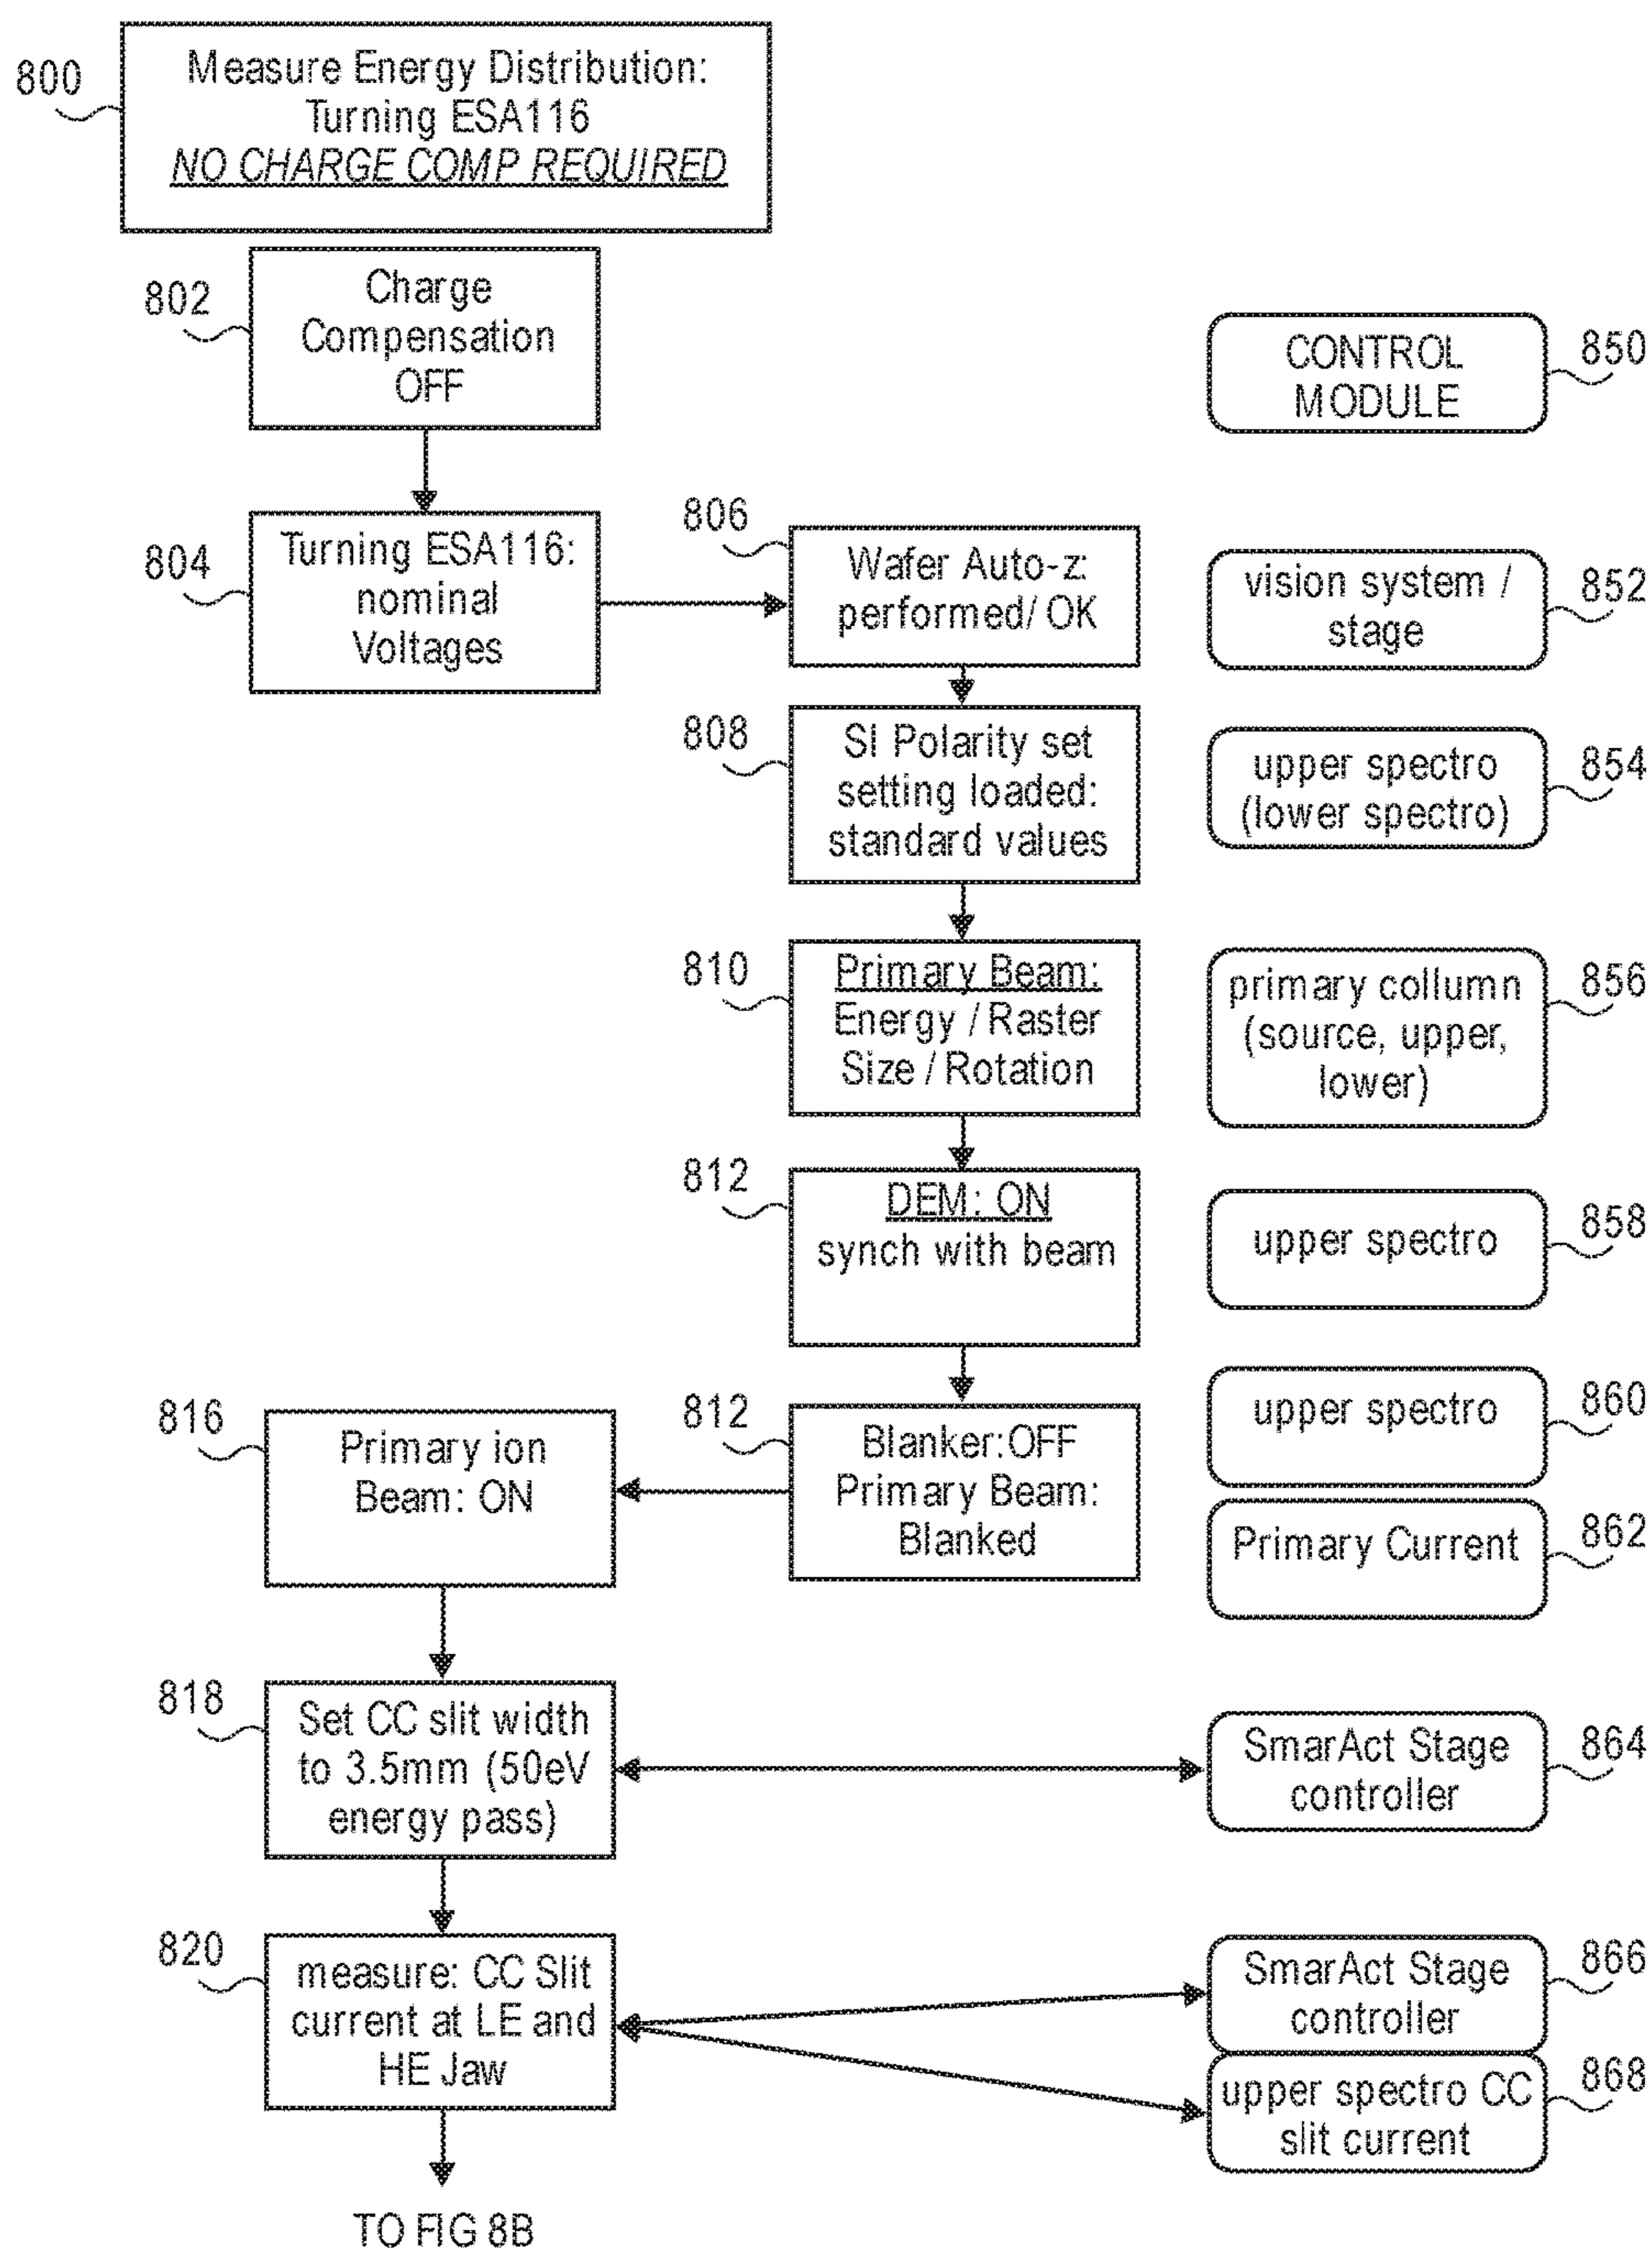 800
Measure Energy Distribution:
Turning ESA116
NO CHARGE COMP REQUIRED
802
Charge
Compensation
OFF
CONTROL
MODULE
850
804
Turning ESA116:
nominal
Voltages
806
Wafer Auto-z:
performed/ OK
vision system /
stage
852
808
SI Polarity set
setting loaded:
standard values
upper spectro
(lower spectro)
854
810
Primary Beam:
Energy / Raster
Size / Rotation
primary collumn
(source, upper,
lower)
856
812
DEM: ON
synch with beam
upper spectro
858
816
Primary ion
Beam: ON
812
Blanker:OFF
Primary Beam:
Blanked
upper spectro
860
Primary Current
862
818
Set CC slit width
to 3.5mm (50eV
energy pass)
SmarAct Stage
controller
864
820
measure: CC Slit
current at LE and
HE Jaw
SmarAct Stage
controller
866
upper spectro CC
slit current
868
TO FIG 8B